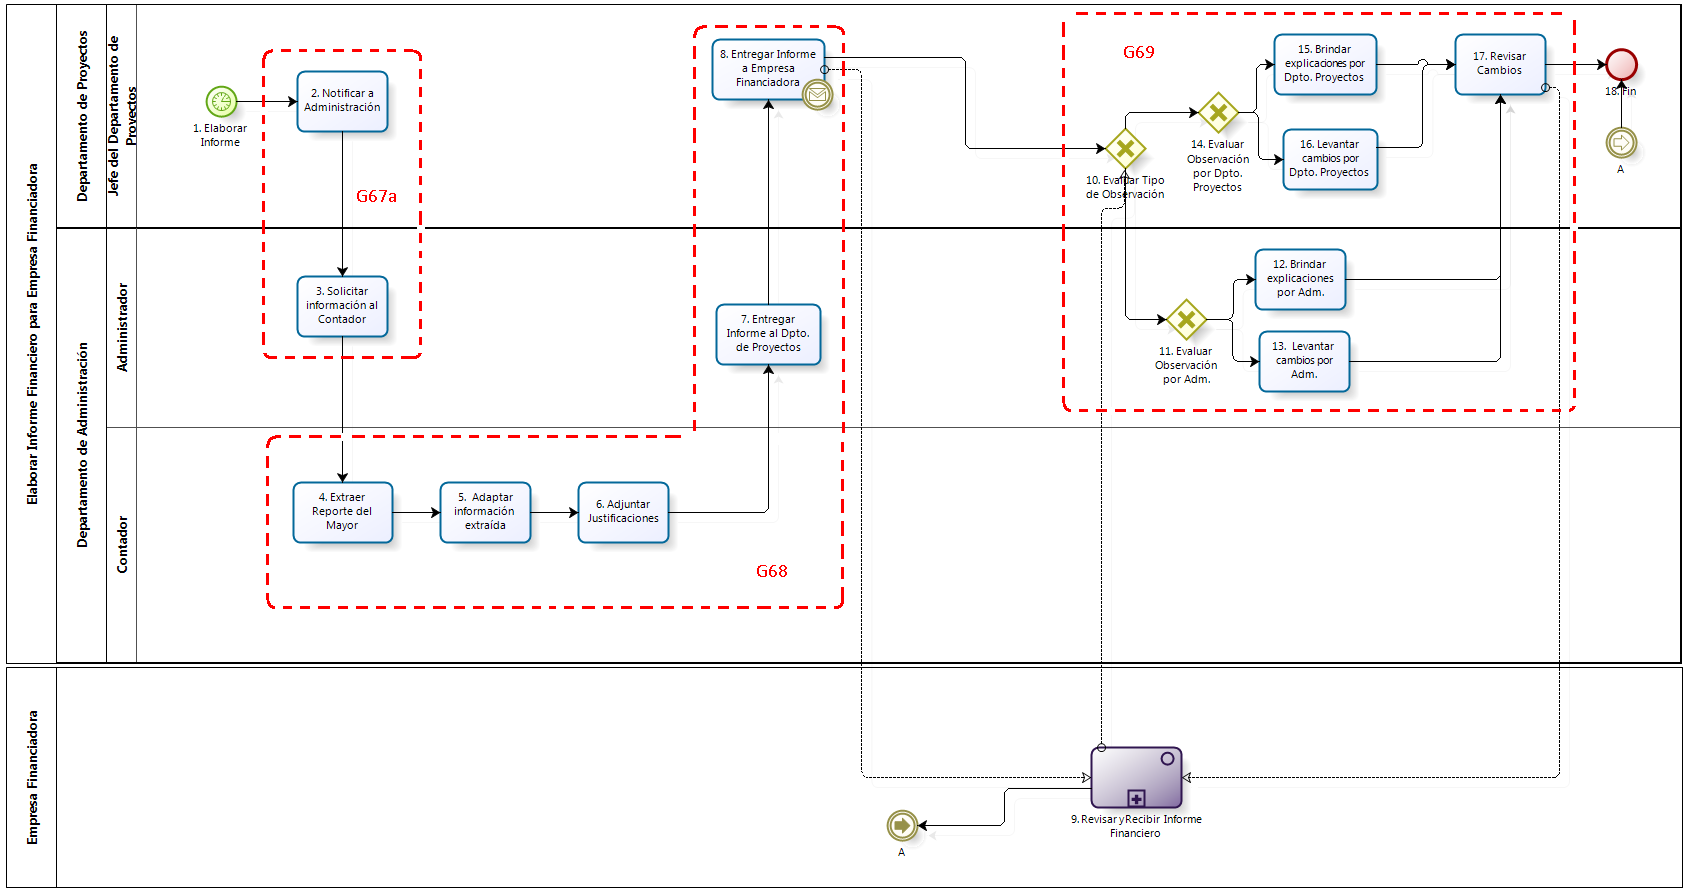 Elaborar Informe Financiero para Empresa Financiadora
Departamento de Proyectos
Jefe del Departamento de
Proyectos
1. Elaborar
Informe
2. Notificar a
Administración
G67a
8. Entregar Informe
a Empresa
Financiadora
G69
10. Evaluar Tipo
de Observación
14. Evaluar
Observación
por Dpto.
Proyectos
15. Brindar
explicaciones por
Dpto. Proyectos
16. Levantar
cambios por
Dpto. Proyectos
17. Revisar
Cambios
18. Fin
A
Departamento de Administración
Administrador
3. Solicitar
información al
Contador
7. Entregar
Informe al Dpto.
de Proyectos
11. Evaluar
Observación
por Adm.
12. Brindar
explicaciones
por Adm.
13. Levantar
cambios por
Adm.
Contador
4. Extraer
Reporte del
Mayor
5. Adaptar
información
extraída
6. Adjuntar
Justificaciones
G68
Empresa Financiadora
9. Revisar y Recibir Informe
Financiero
A